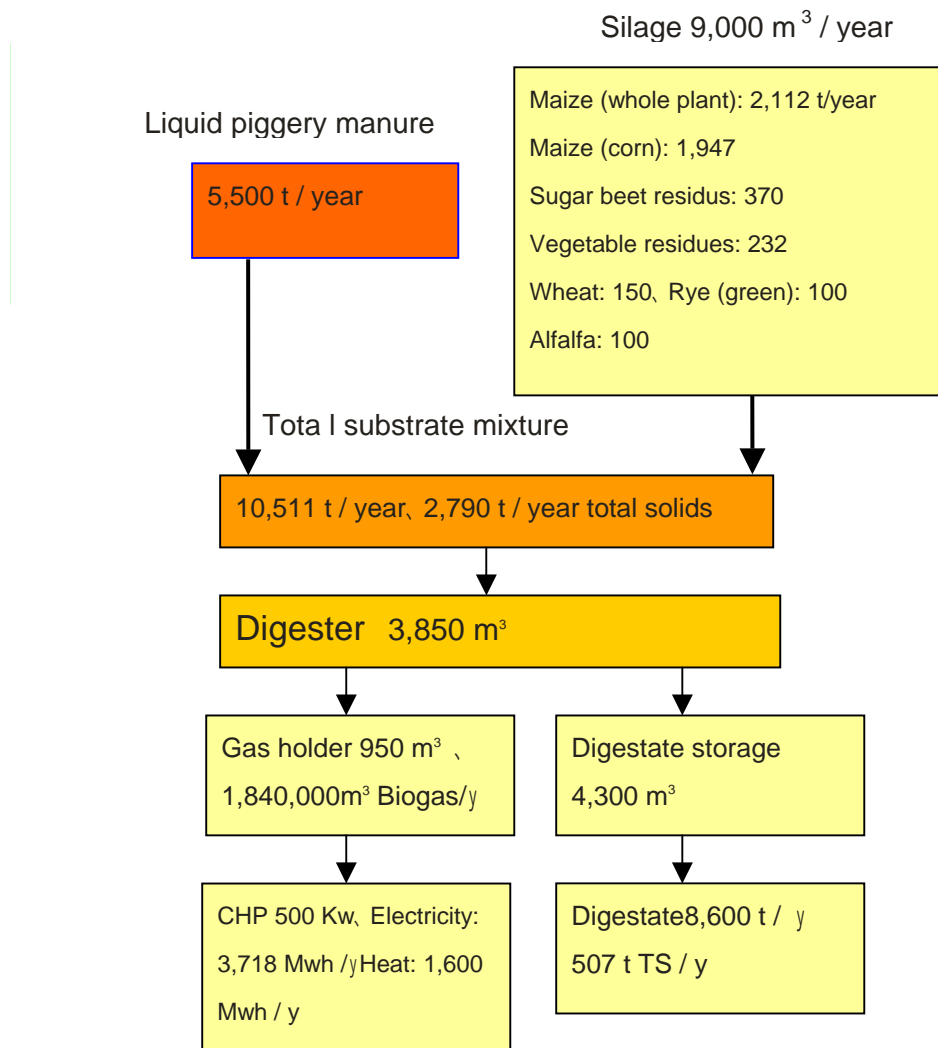 Silage 9,000 m³ / year
Maize (whole plant): 2,112 t/year
Maize (corn): 1,947
Sugar beet residus: 370
Vegetable residues: 232
Wheat: 150、Rye (green): 100
Alfalfa: 100
Liquid piggery manure
5,500 t / year
Tota l substrate mixture
10,511 t / year、2,790 t / year total solids
Digester 3,850 m³
Gas holder 950 m³ 、
1,840,000m³ Biogas/y
Digestate storage
4,300 m³
CHP 500 Kw、Electricity:
3,718 Mwh /yHeat: 1,600
Mwh / y
Digestate8,600 t / y
507 t TS / y